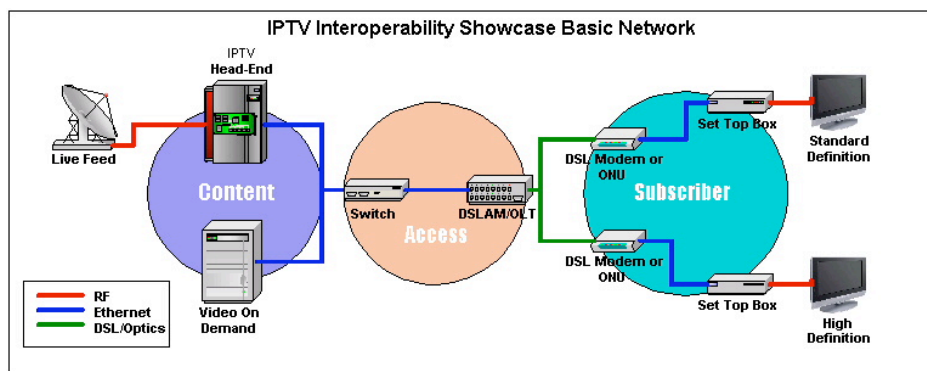 IPTV Interoperability Showcase Basic Network
IPTV
Head-End
Live Feed
Content
Video On
Demand
Switch
DSLAM/OLT
Access
DSL Modem or
ONU
Set Top Box
Standard
Definition
Subscriber
DSL Modem or
ONU
Set Top Box
High
Definition
RF
Ethernet
DSL/Optics